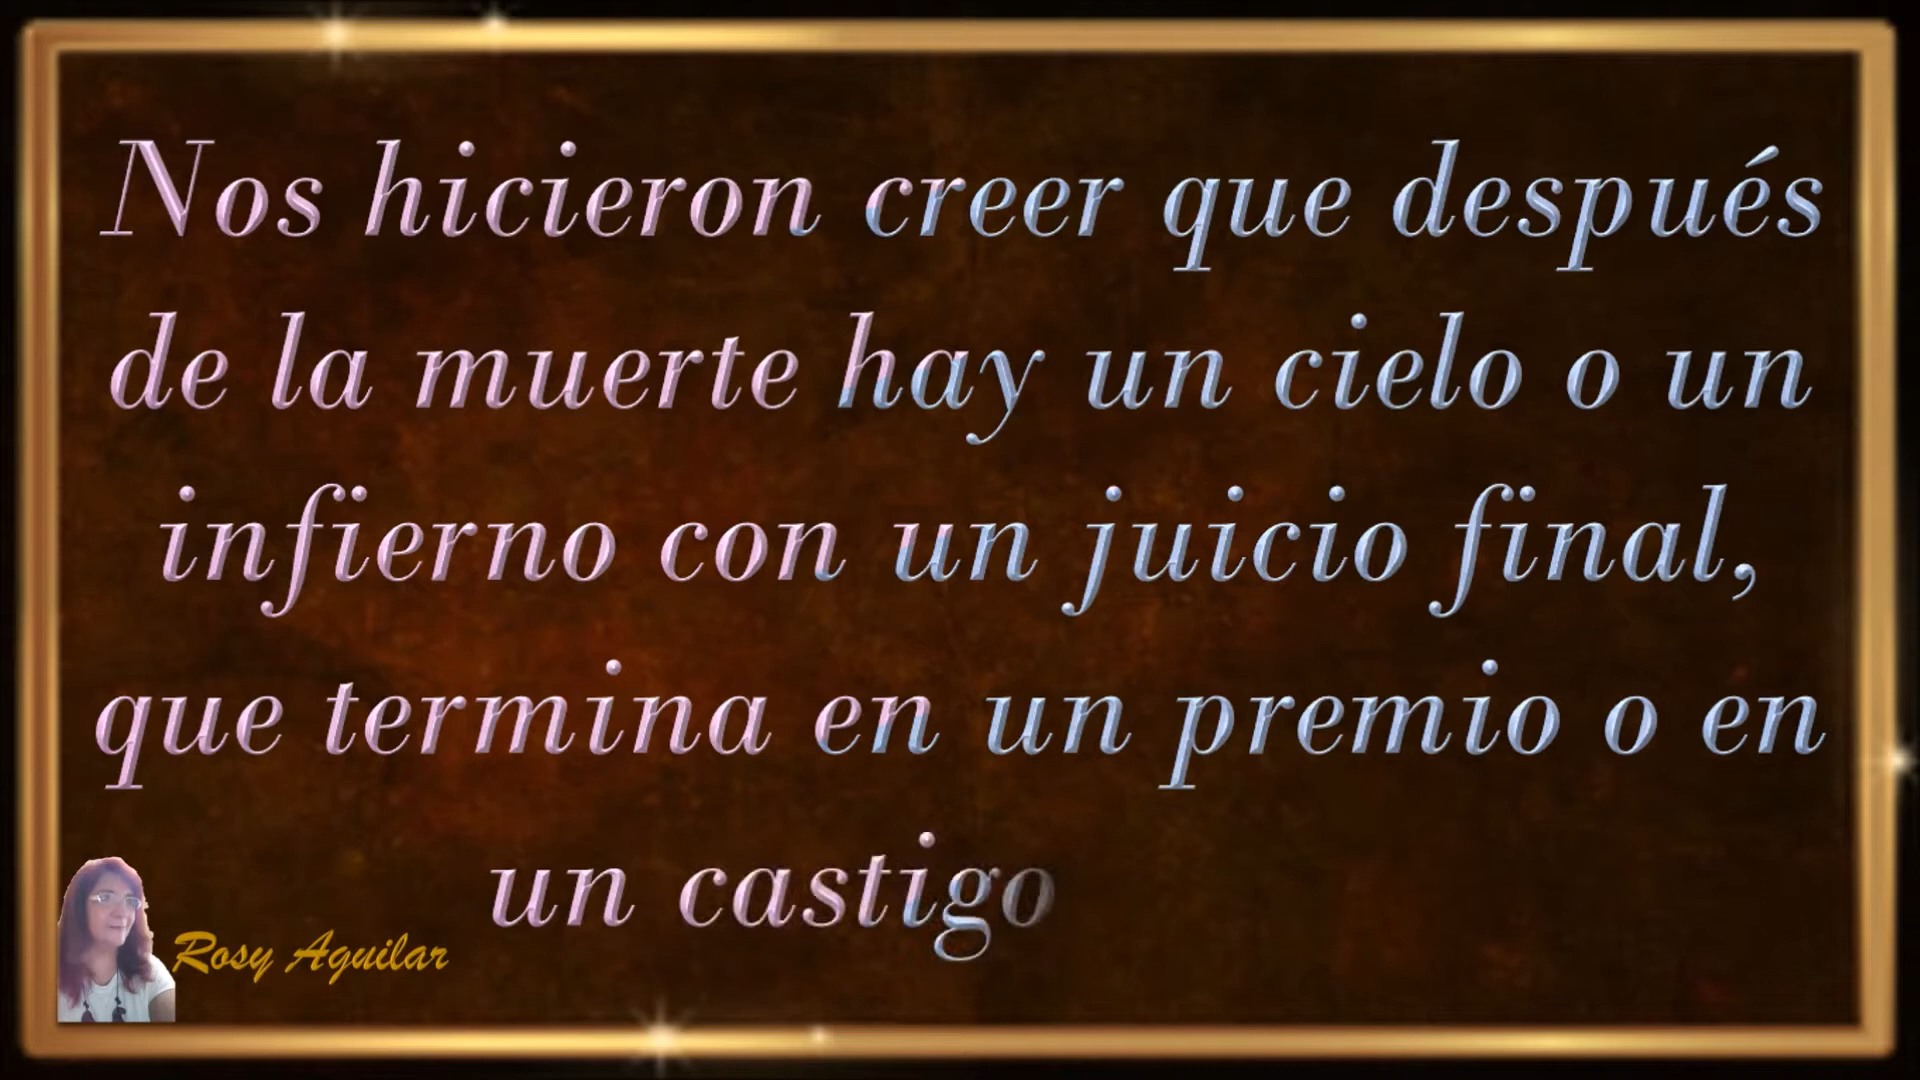 Nos hicieron creer que después
de la muerte hay un cielo o un
infierno con un juicio final,
que termina en un premio o en
un castigo
Rosy Aguilar